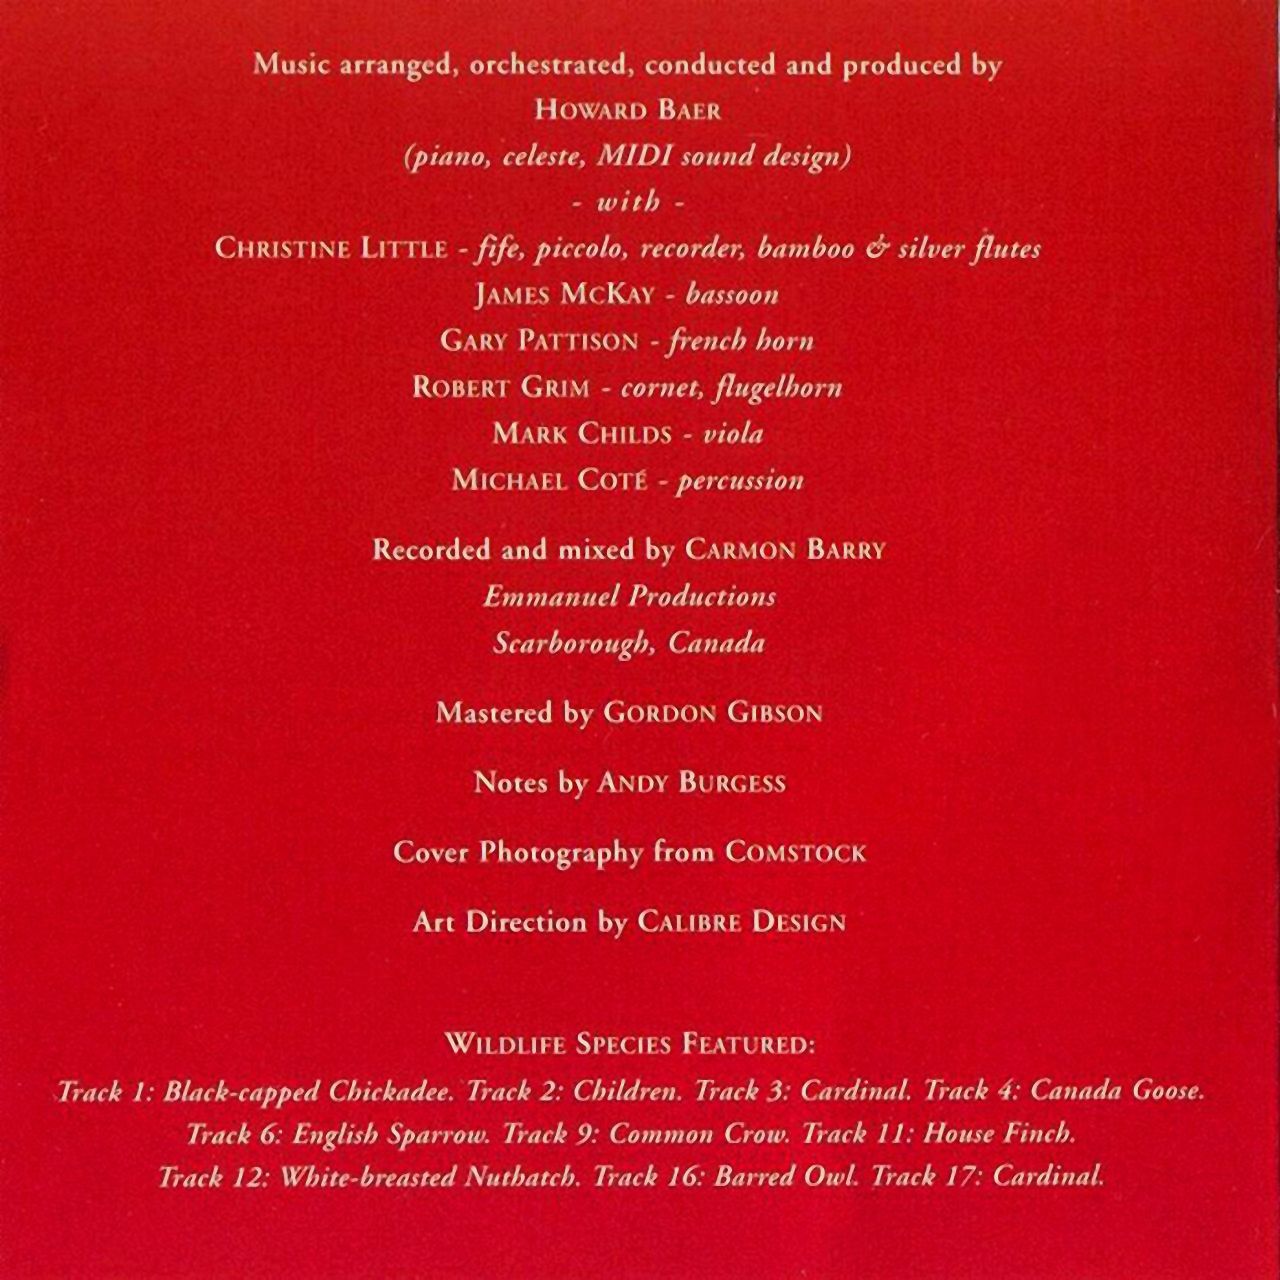 Music arranged, orchestrated, conducted and produced by
HOWARD BAER
(piano, celeste, MIDI sound design)
- with -
CHRISTINE LITTLE - fife, piccolo, recorder, bamboo & silver flutes
JAMES MCKAY - bassoon
GARY PATTISON - french horn
ROBERT GRIM - cornet, flugelhorn
MARK CHILDS - viola
MICHAEL COTÉ - percussion
Recorded and mixed by CARMON BARRY
Emmanuel Productions
Scarborough, Canada
Mastered by GORDON GIBSON
Notes by ANDY BURGESS
Cover Photography from COMSTOCK
Art Direction by CALIBRE DESIGN
WILDLIFE SPECIES FEATURED:
Track 1: Black-capped Chickadee. Track 2: Children. Track 3: Cardinal. Track 4: Canada Goose.
Track 6: English Sparrow. Track 9: Common Crow. Track 11: House Finch.
Track 12: White-breasted Nuthatch. Track 16: Barred Owl. Track 17: Cardinal.